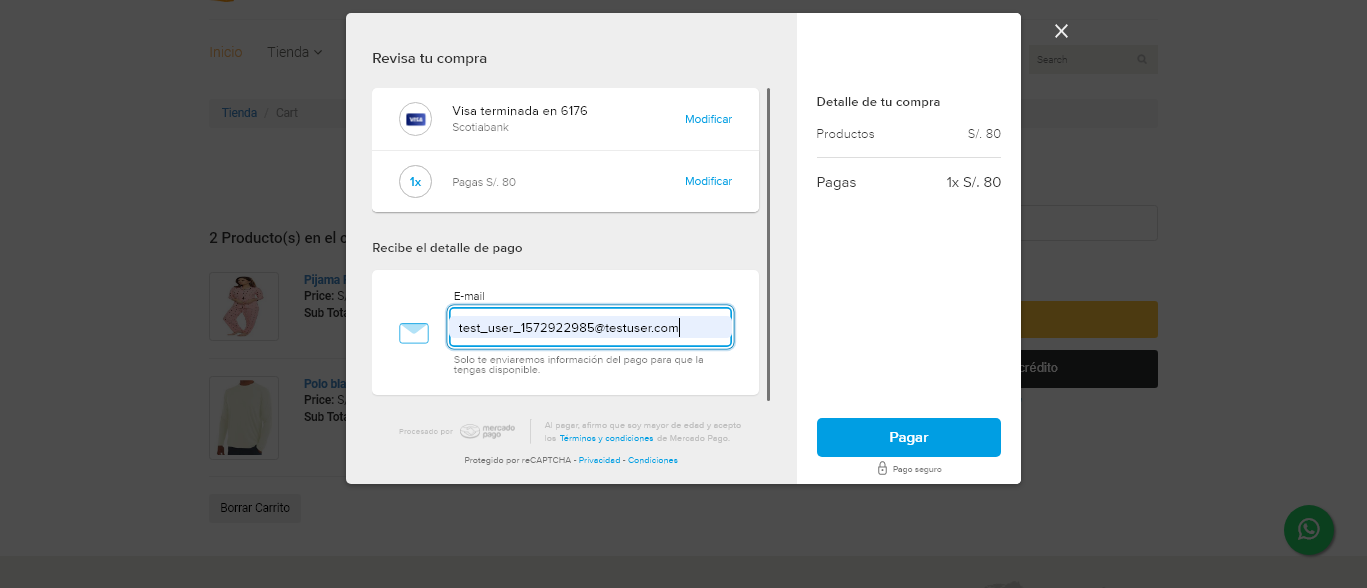 Inicio
Tienda
Search
Tienda / Cart
2 Producto(s) en el c
Pijama
Price: S/
Sub Tota
Polo bla
Price: S/
Sub Tota
Borrar Carrito
crédito
Revisa tu compra
VISA
Visa terminada en 6176
Scotiabank
Modificar
1x
Pagas S/. 80
Modificar
Recibe el detalle de pago
E-mail
test_user_1572922985@testuser.com
Solo te enviaremos información del pago para que la
tengas disponible.
Procesado por
mercado
pago
Al pagar, afirmo que soy mayor de edad y acepto
los Términos y condiciones de Mercado Pago.
Protegido por reCAPTCHA - Privacidad - Condiciones
Detalle de tu compra
Productos S/. 80
Pagas 1x S/. 80
Pagar
Pago seguro